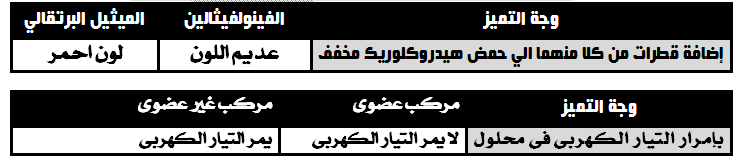 وجة التميز الفينولفيثالين الميثيل البرتقالي
إضافة قطرات من كلا منهما الي حمض هيدروكلوريك مخفف عديم اللون لون احمر
وجة التميز مركب عضوى مركب غير عضوى
بإمرار التيار الكهربى فى محلول لا يمر التيار الكهربى يمر التيار الكهربى